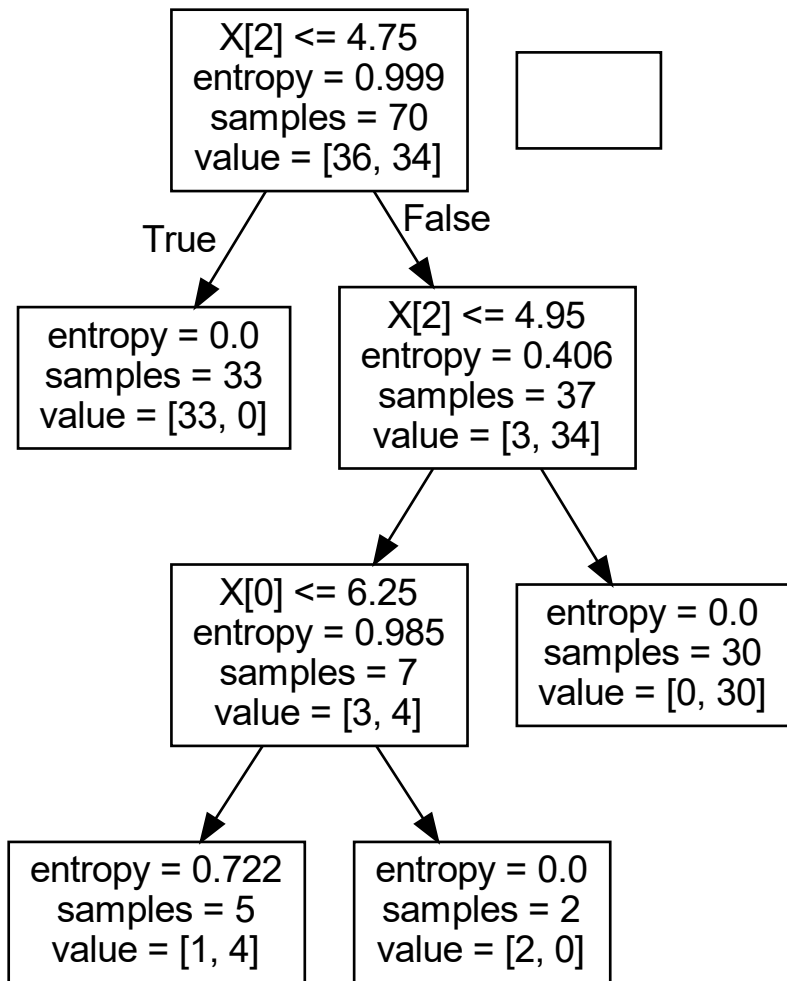 X[2] <= 4.75
entropy = 0.999
samples = 70
value = [36, 34]
True
False
entropy = 0.0
samples = 33
value = [33, 0]
X[2] <= 4.95
entropy = 0.406
samples = 37
value = [3, 34]
X[0] <= 6.25
entropy = 0.985
samples = 7
value = [3, 4]
entropy = 0.0
samples = 30
value = [0, 30]
entropy = 0.722
samples = 5
value = [1, 4]
entropy = 0.0
samples = 2
value = [2, 0]